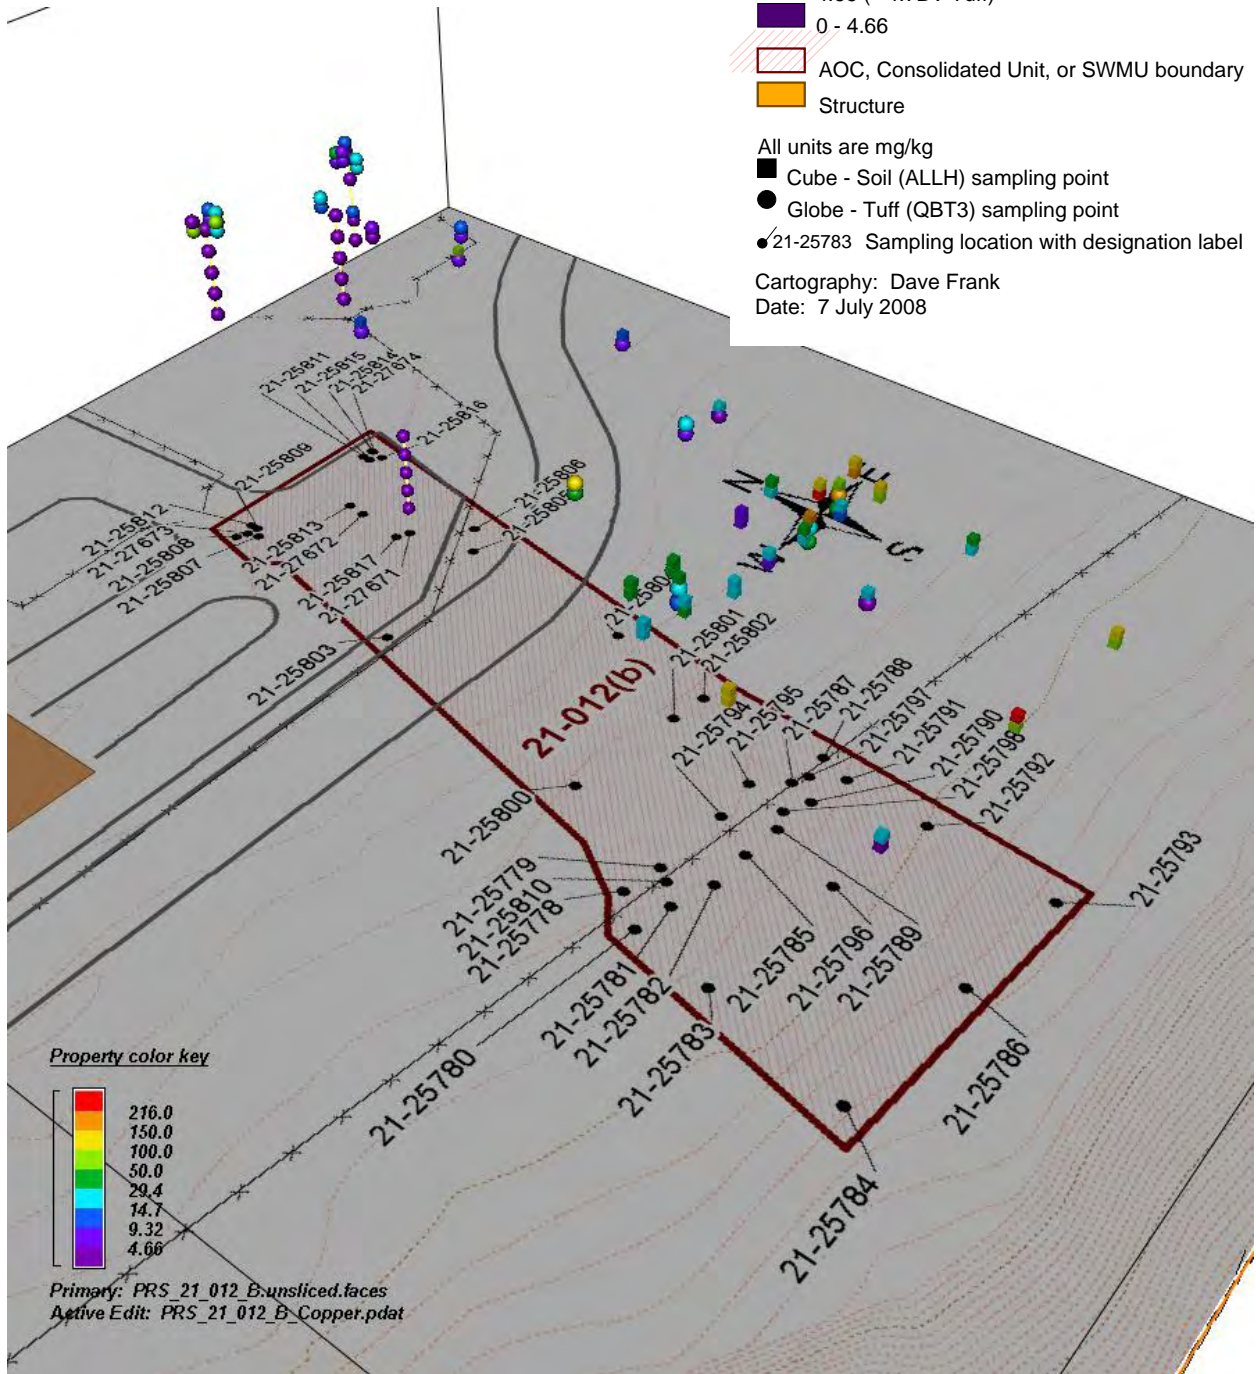 0 - 4.66
AOC, Consolidated Unit, or SWMU boundary
Structure
All units are mg/kg
Cube - Soil (ALLH) sampling point
Globe - Tuff (QBT3) sampling point
21-25783 Sampling location with designation label
Cartography: Dave Frank
Date: 7 July 2008
21-25811
21-25815
21-25814
21-27674
21-25816
21-25809
21-25806
21-25805
21-25812
21-27673
21-25808
21-25807
21-25813
21-27672
21-25817
21-27671
N
E
S
W
21-25803
21-25801
21-25802
21-012(b)
21-25794
21-25795
21-25787
21-25788
21-25797
21-25791
21-25790
21-25798
21-25792
21-25800
21-25793
21-25779
21-25810
21-25778
21-25785
21-25796
21-25789
21-25781
21-25782
21-25783
21-25780
21-25786
21-25784
Property color key
216.0
150.0
100.0
50.0
29.4
14.7
9.32
4.66
Primary: PRS_21_012_B.unsliced.faces
Active Edit: PRS_21_012_B_Copper.pdat